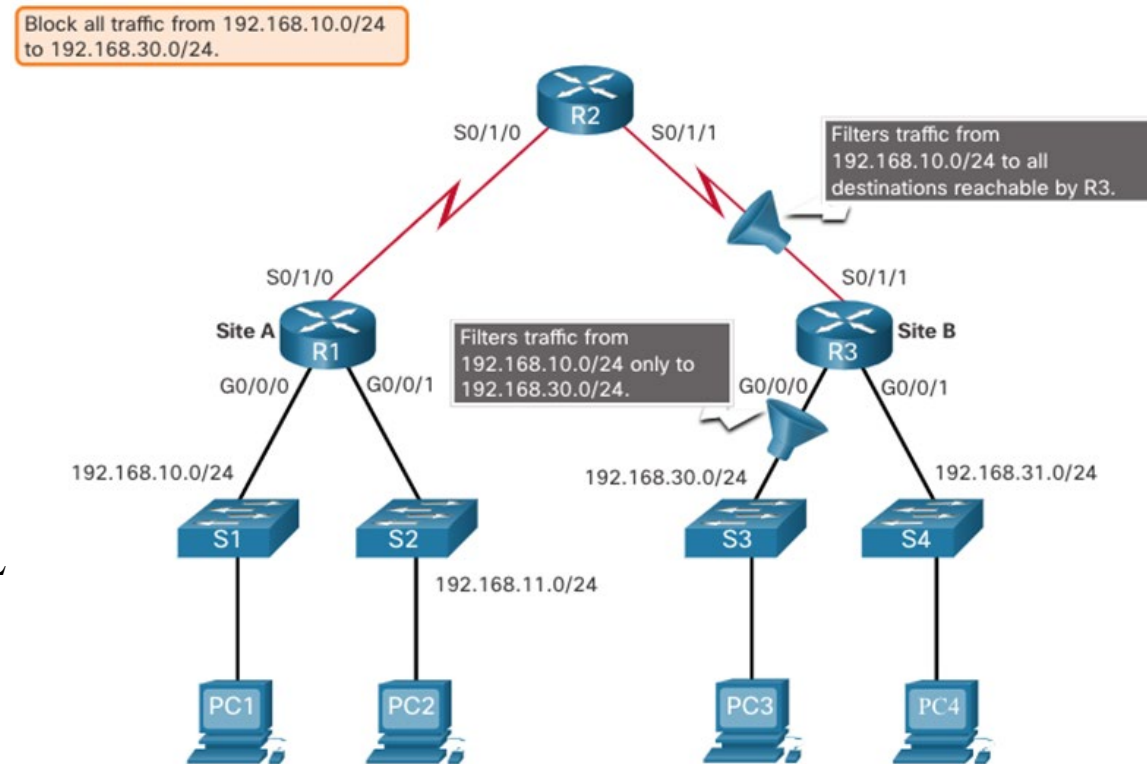 Block all traffic from 192.168.10.0/24
to 192.168.30.0/24.
R2
S0/1/0
S0/1/1
Filters traffic from
192.168.10.0/24 to all
destinations reachable by R3.
S0/1/0
S0/1/1
Site A
R1
Filters traffic from
192.168.10.0/24 only to
192.168.30.0/24.
R3
Site B
G0/0/0
G0/0/1
G0/0/0
G0/0/1
192.168.10.0/24
192.168.30.0/24
192.168.31.0/24
S1
S2
S3
S4
192.168.11.0/24
PC1
PC2
PC3
PC4